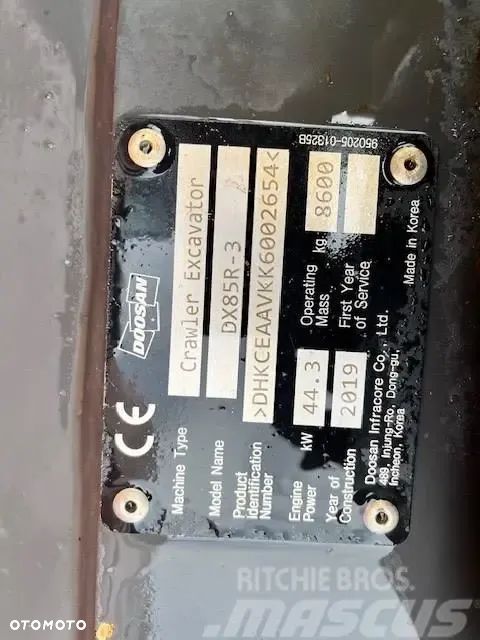 CE
DOOSAN
Machine Type Crawler Excavator
Model Name DX85R-3
Product
Identification
Number >DHKCEAAVKK6002654<
Engine
Power kW 44.3 Operating
Mass kg 8600
Year of
Construction 2019 First Year
of Service
Doosan Infracore Co., Ltd.
489, Injung-Ro, Dong-gu,
Incheon, Korea
Made in Korea
950205-01325B
RITCHIE BROS.
MASCUS
OTOMOTO